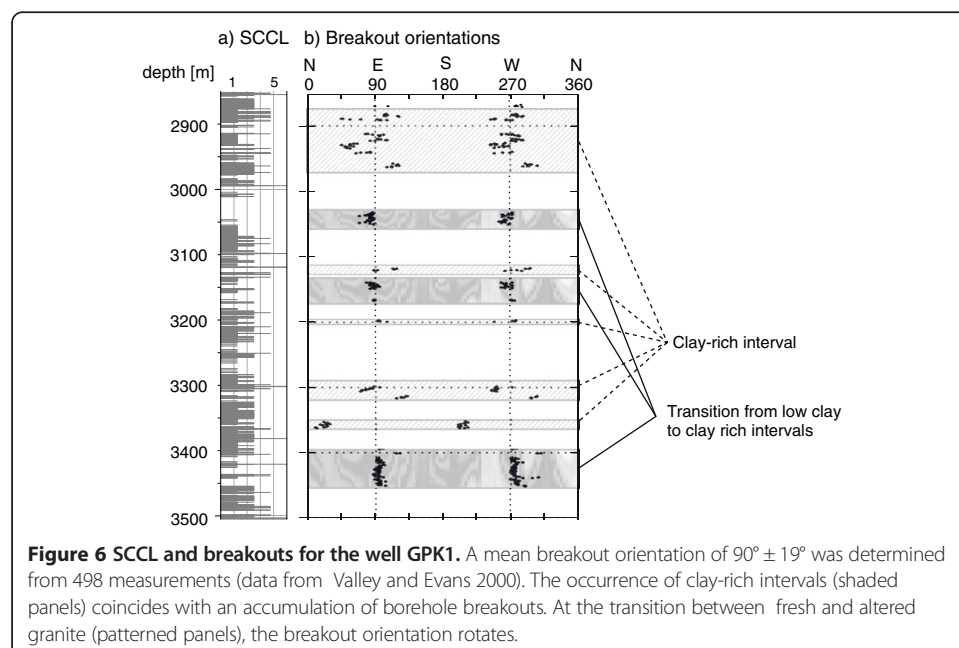 a) SCCL b) Breakout orientations
N E S W N
depth [m] 1 5 0 90 180 270 360
2900
3000
3100
3200
Clay-rich interval
3300
Transition from low clay
to clay rich intervals
3400
3500
Figure 6 SCCL and breakouts for the well GPK1. A mean breakout orientation of 90° ± 19° was determined
from 498 measurements (data from Valley and Evans 2000). The occurrence of clay-rich intervals (shaded
panels) coincides with an accumulation of borehole breakouts. At the transition between fresh and altered
granite (patterned panels), the breakout orientation rotates.